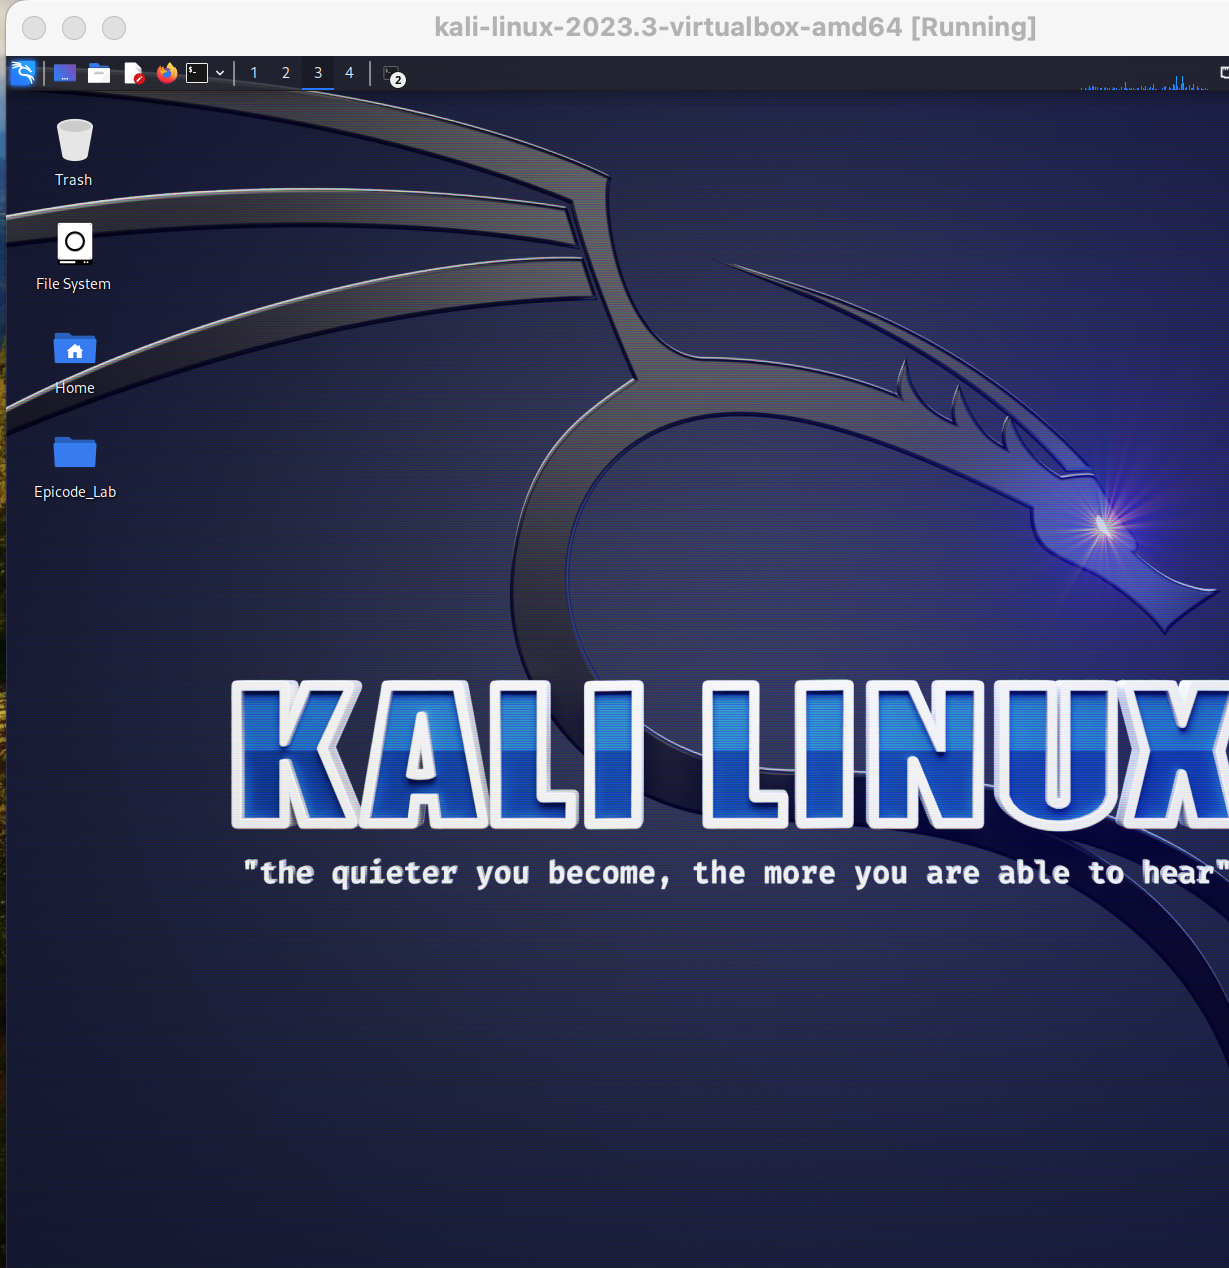 kali-linux-2023.3-virtualbox-amd64 [Running]
1 2 3 4 2
Trash
File System
Home
Epicode_Lab
KALI LINUX
"the quieter you become, the more you are able to hear"